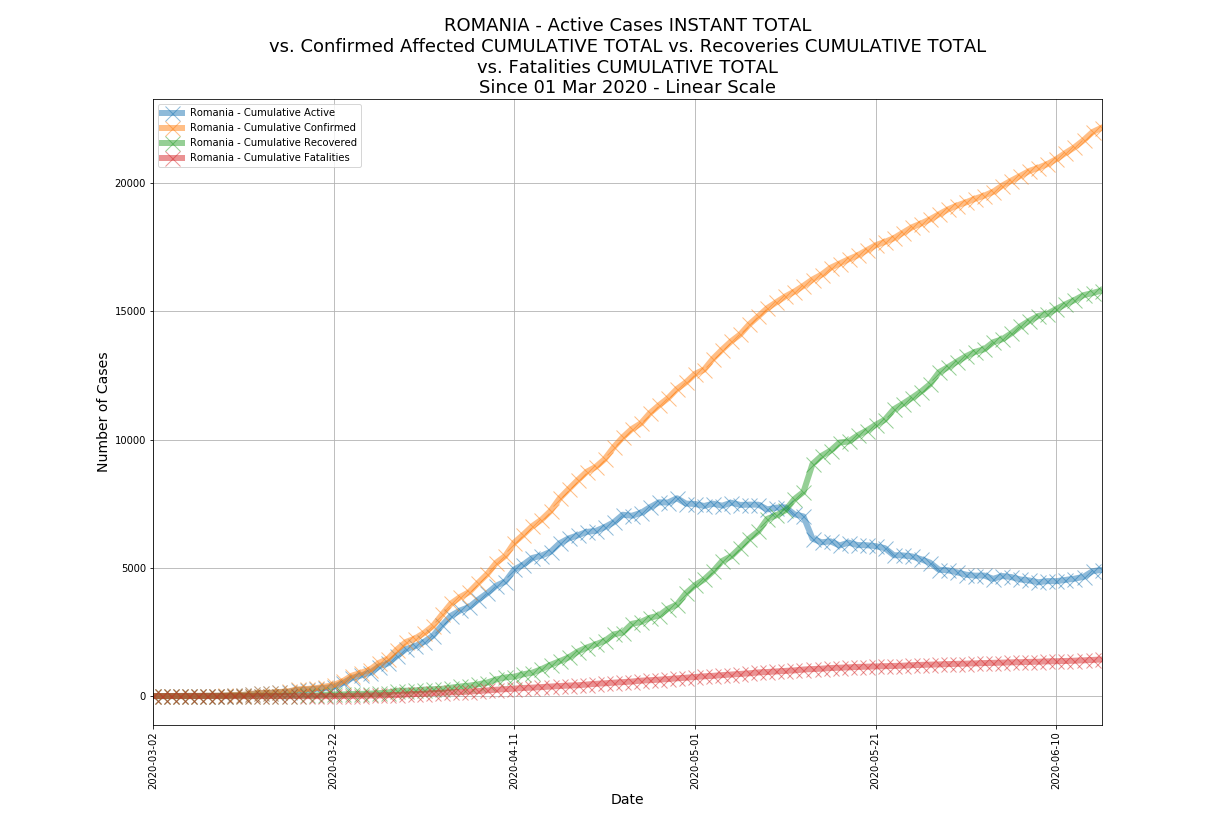 ROMANIA - Active Cases INSTANT TOTAL
vs. Confirmed Affected CUMULATIVE TOTAL vs. Recoveries CUMULATIVE TOTAL
vs. Fatalities CUMULATIVE TOTAL
Since 01 Mar 2020 - Linear Scale
Romania - Cumulative Active
Romania - Cumulative Confirmed
Romania - Cumulative Recovered
Romania - Cumulative Fatalities
Number of Cases
20000
15000
10000
5000
0
2020-03-02
2020-03-22
2020-04-11
2020-05-01
2020-05-21
2020-06-10
Date